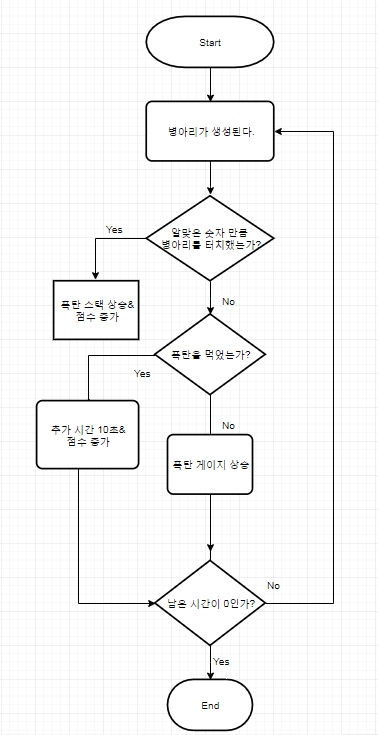 Start
병아리가 생성된다.
알맞은 숫자 만큼
병아리를 터치했는가?
Yes
No
폭탄 스택 상승&
점수 증가
폭탄을 먹었는가?
Yes
No
추가 시간 10초&
점수 증가
폭탄 게이지 상승
남은 시간이 0인가?
No
Yes
End